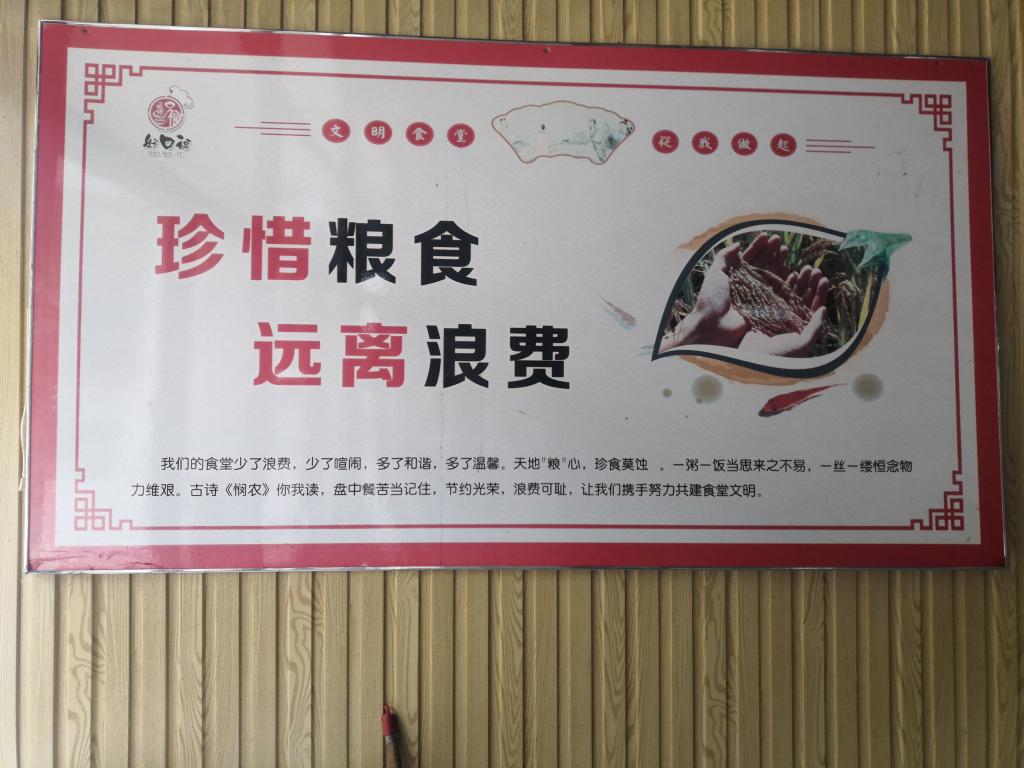 好口福
文明食堂 從我做起
珍惜粮食
远离浪费
我们的食堂少了浪费，少了喧闹，多了和谐，多了温馨。天地"粮"心，珍食莫蚀 。一粥一饭当思来之不易，一丝一缕恒念物
力维艰。古诗《悯农》你我读，盘中餐苦当记住，节约光荣，浪费可耻，让我们携手努力共建食堂文明。